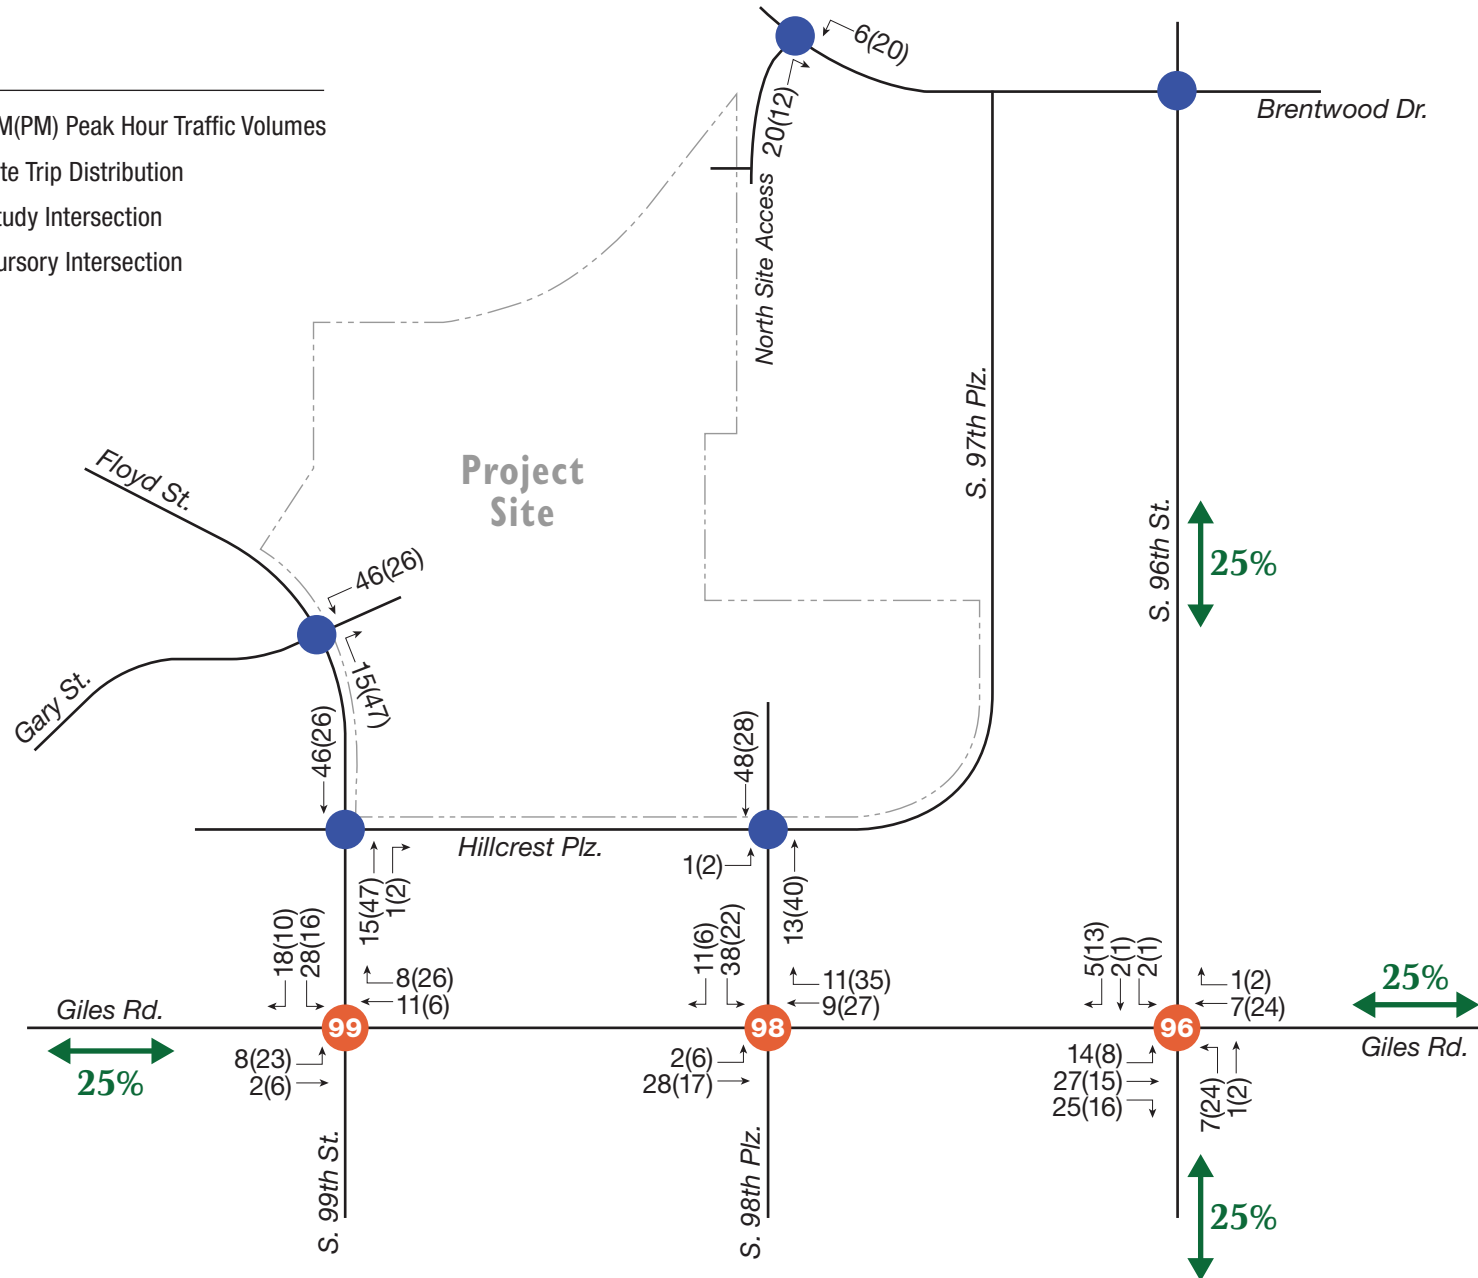 6(20)
20(12)
Brentwood Dr.
M(PM) Peak Hour Traffic Volumes
te Trip Distribution
tudy Intersection
ursory Intersection
North Site Access
S. 97th Plz.
Project
Site
Floyd St.
S. 96th St.
25%
46(26)
15(47)
Gary St.
46(26)
48(28)
Hillcrest Plz.
1(2)
15(47)
1(2)
13(40)
18(10)
28(16)
11(6)
38(22)
5(13)
2(1)
2(1)
8(26)
11(6)
11(35)
9(27)
1(2)
7(24)
25%
Giles Rd.
99
98
96
Giles Rd.
25%
8(23)
2(6)
2(6)
28(17)
14(8)
27(15)
25(16)
7(24)
1(2)
S. 99th St.
S. 98th Plz.
25%